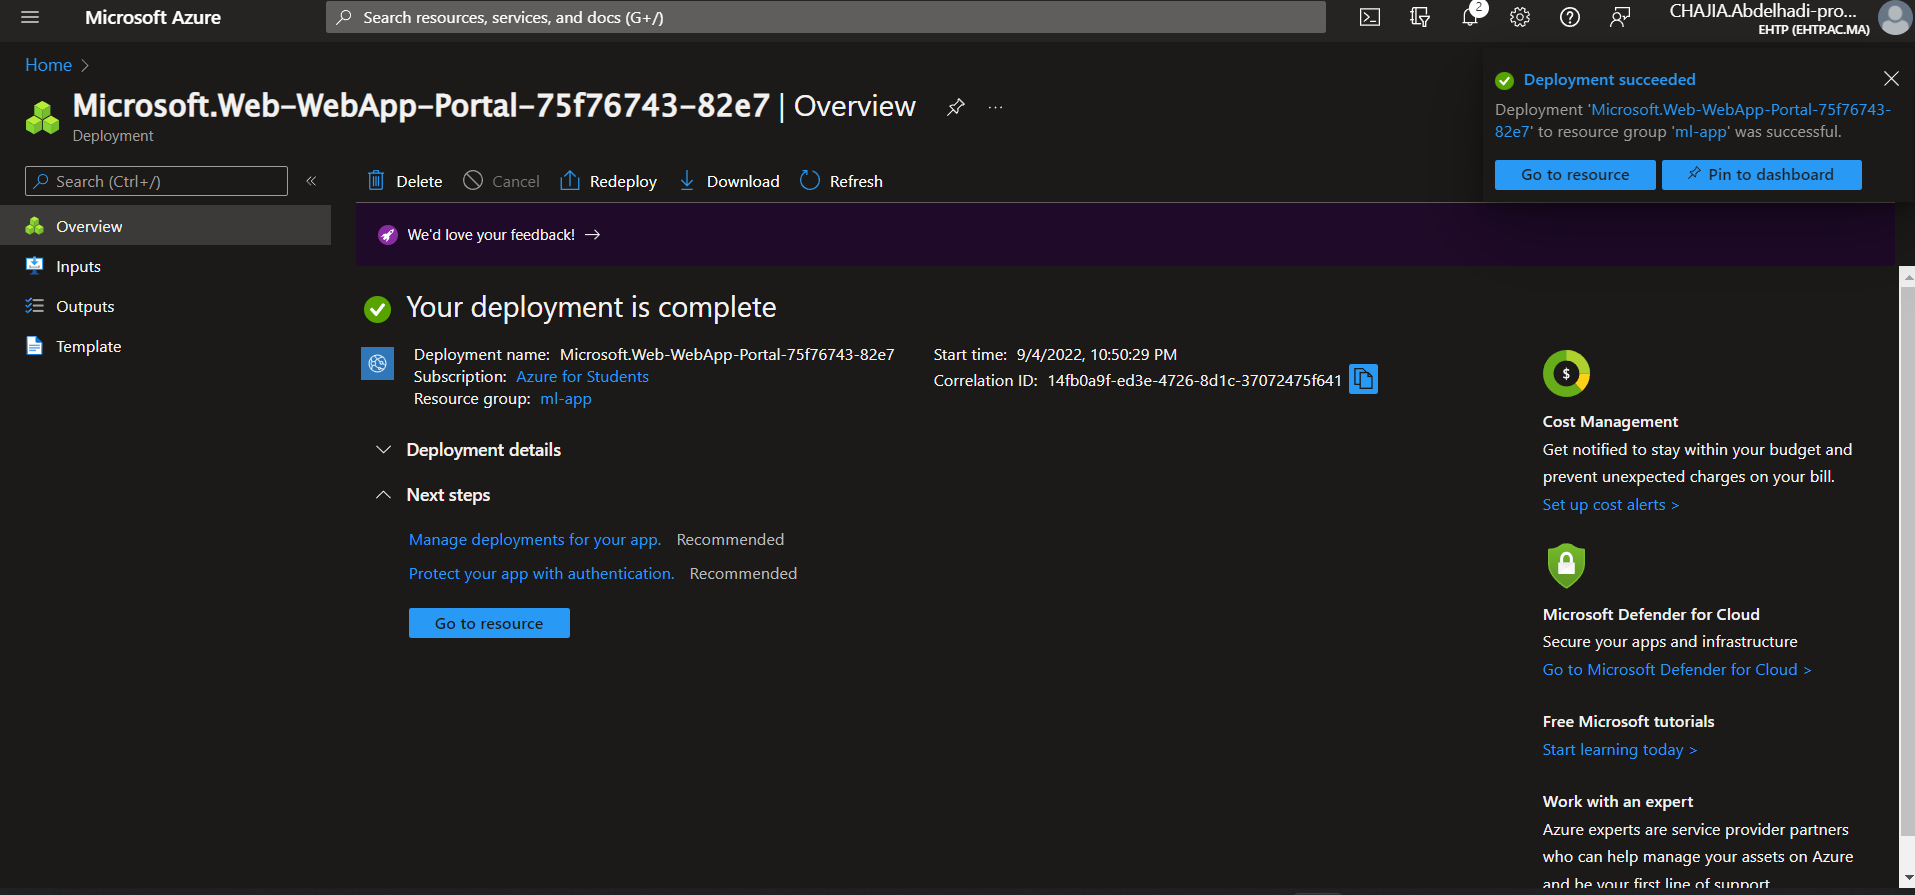 Microsoft Azure
Search resources, services, and docs (G+/)
2
CHAJIA.Abdelhadi-pro...
EHTP (EHTP.AC.MA)
Home
Microsoft.Web-WebApp-Portal-75f76743-82e7 | Overview
Deployment
Deployment succeeded
Deployment 'Microsoft.Web-WebApp-Portal-75f76743-
82e7' to resource group 'ml-app' was successful.
Go to resource
Pin to dashboard
Search (Ctrl+/)
«
Overview
Inputs
Outputs
Template
Delete
Cancel
Redeploy
Download
Refresh
We'd love your feedback! →
Your deployment is complete
Deployment name: Microsoft.Web-WebApp-Portal-75f76743-82e7
Subscription: Azure for Students
Resource group: ml-app
Start time: 9/4/2022, 10:50:29 PM
Correlation ID: 14fb0a9f-ed3e-4726-8d1c-37072475f641
Deployment details
Next steps
Manage deployments for your app. Recommended
Protect your app with authentication. Recommended
Go to resource
$
Cost Management
Get notified to stay within your budget and
prevent unexpected charges on your bill.
Set up cost alerts >
Microsoft Defender for Cloud
Secure your apps and infrastructure
Go to Microsoft Defender for Cloud >
Free Microsoft tutorials
Start learning today >
Work with an expert
Azure experts are service provider partners
who can help manage your assets on Azure
and be your first line of support